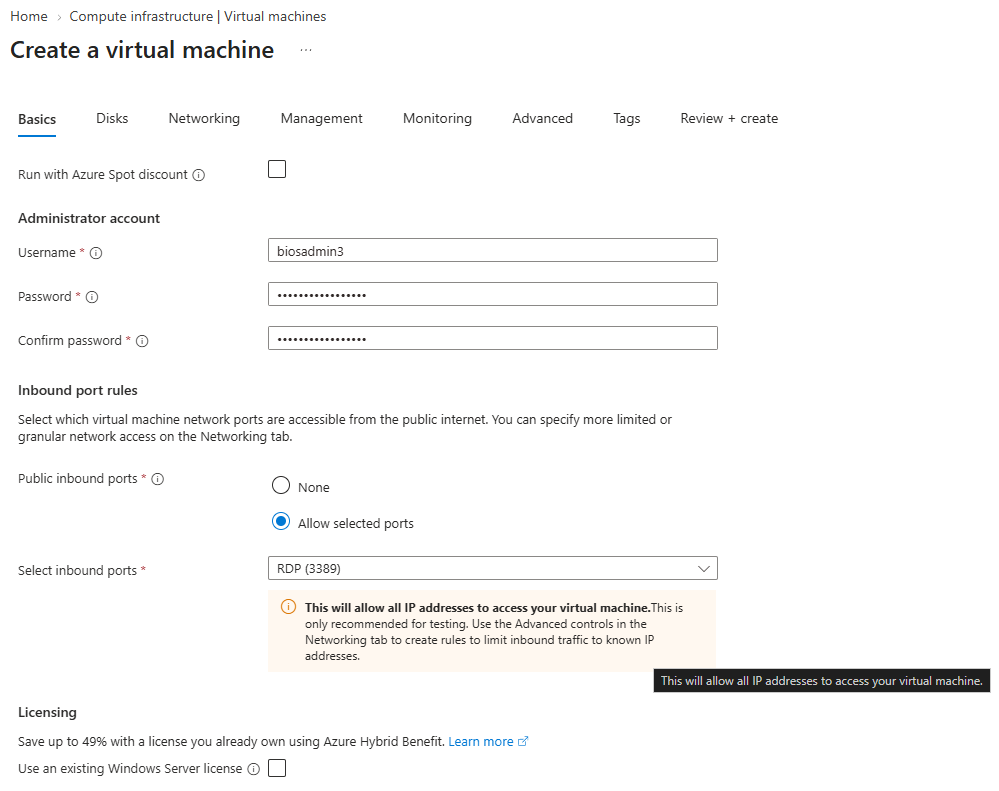 Home > Compute infrastructure | Virtual machines
Create a virtual machine ...
Basics Disks Networking Management Monitoring Advanced Tags Review + create
Run with Azure Spot discount
Administrator account
Username * biosadmin3
Password * •••••••••••••••••
Confirm password * •••••••••••••••••
Inbound port rules
Select which virtual machine network ports are accessible from the public internet. You can specify more limited or
granular network access on the Networking tab.
Public inbound ports *
None
Allow selected ports
Select inbound ports * RDP (3389)
This will allow all IP addresses to access your virtual machine.This is
only recommended for testing. Use the Advanced controls in the
Networking tab to create rules to limit inbound traffic to known IP
addresses.
This will allow all IP addresses to access your virtual machine.
Licensing
Save up to 49% with a license you already own using Azure Hybrid Benefit. Learn more
Use an existing Windows Server license